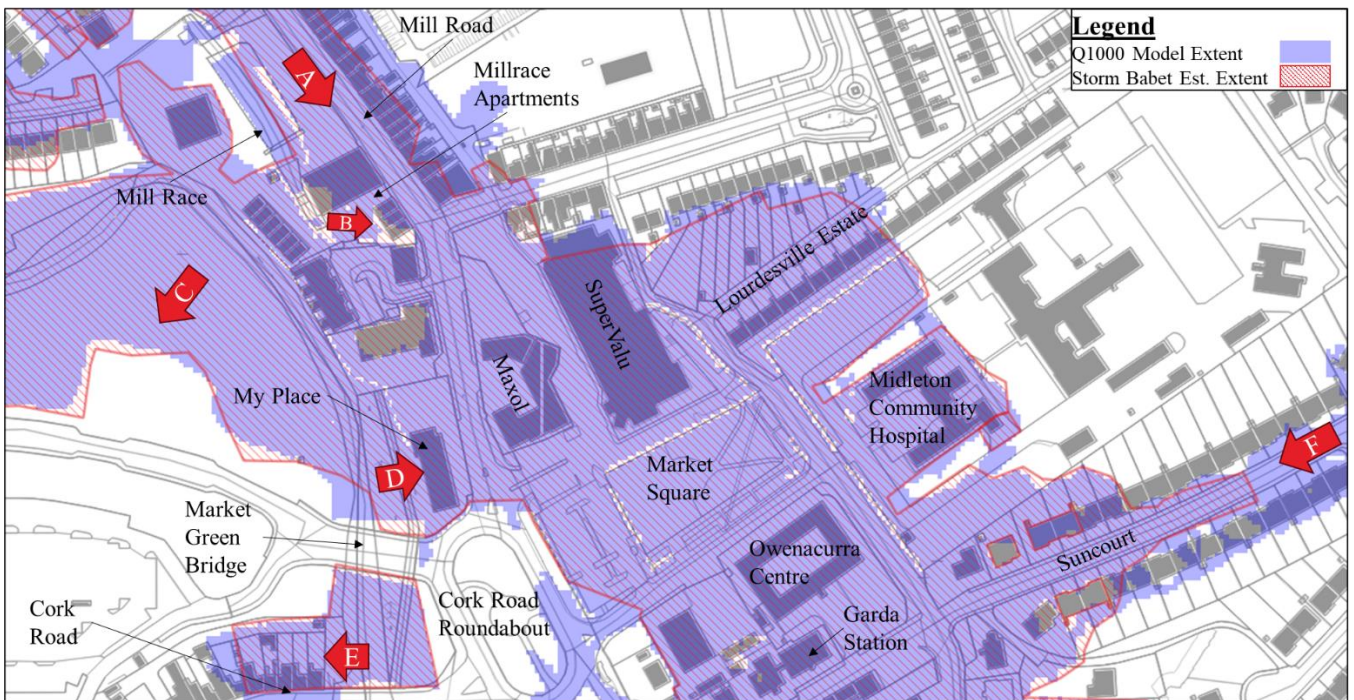 Legend
Q1000 Model Extent
Storm Babet Est. Extent
Mill Road
A
Millrace
Apartments
Mill Race
B
C
SuperValu
Lourdesville Estate
Maxol
My Place
Midleton
Community
Hospital
F
D
Market
Square
Market
Green
Bridge
Suncourt
Owenacurra
Centre
Cork
Road
Cork Road
Roundabout
Garda
Station
E